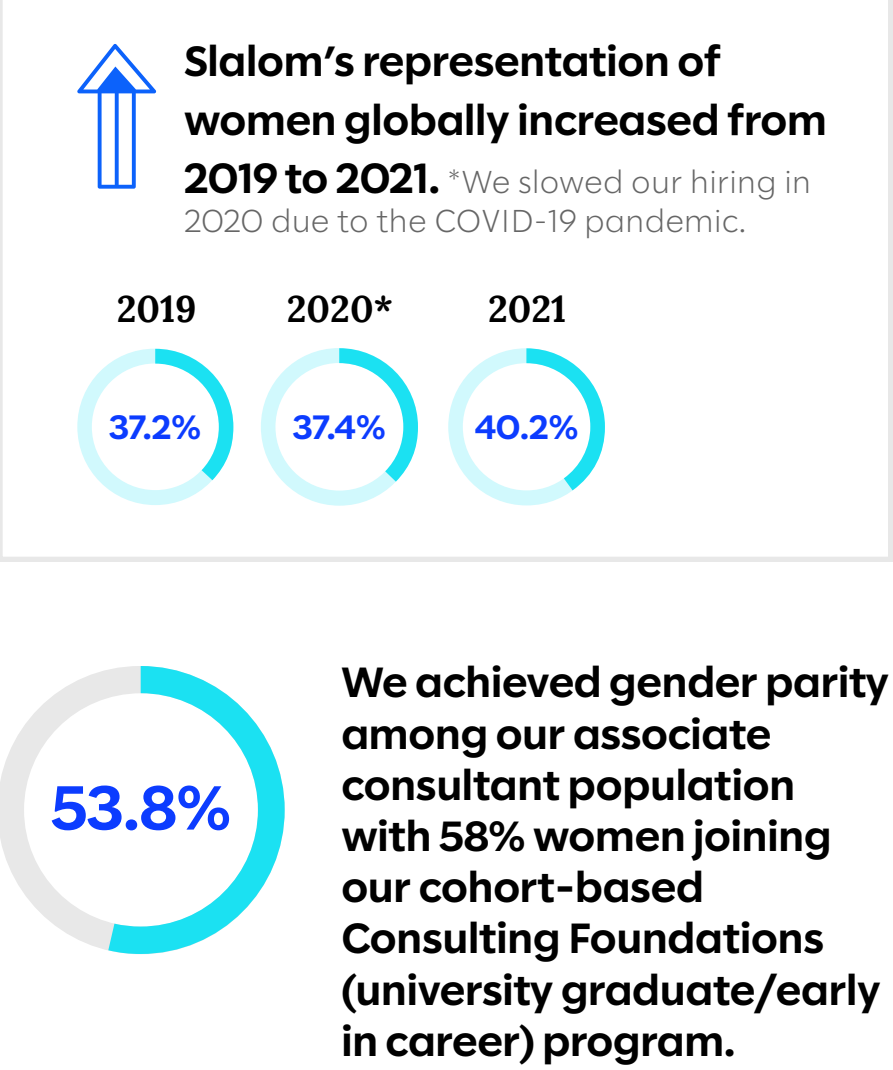 Slalom’s representation of
women globally increased from
2019 to 2021. *We slowed our hiring in
2020 due to the COVID-19 pandemic.
2019 2020* 2021
37.2% 37.4% 40.2%
53.8%
We achieved gender parity
among our associate
consultant population
with 58% women joining
our cohort-based
Consulting Foundations
(university graduate/early
in career) program.